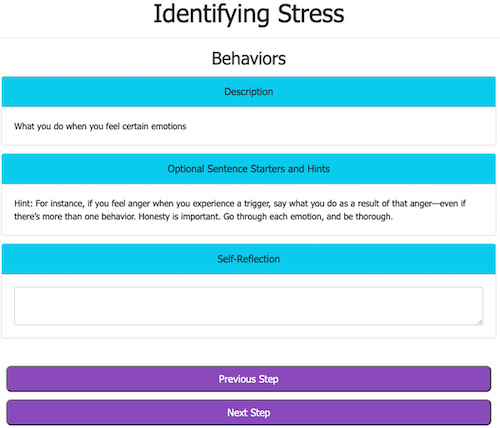 Identifying Stress
Behaviors
Description
What you do when you feel certain emotions
Optional Sentence Starters and Hints
Hint: For instance, if you feel anger when you experience a trigger, say what you do as a result of that anger—even if
there's more than one behavior. Honesty is important. Go through each emotion, and be thorough.
Self-Reflection
Previous Step
Next Step